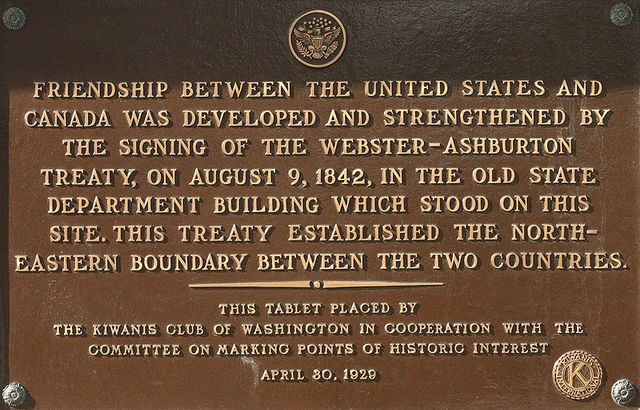 FRIENDSHIP BETWEEN THE UNITED STATES AND
CANADA WAS DEVELOPED AND STRENGTHENED BY
THE SIGNING OF THE WEBSTER-ASHBURTON
TREATY, ON AUGUST 9, 1842, IN THE OLD STATE
DEPARTMENT BUILDING WHICH STOOD ON THIS
SITE. THIS TREATY ESTABLISHED THE NORTH-
EASTERN BOUNDARY BETWEEN THE TWO COUNTRIES.
THIS TABLET PLACED BY
THE KIWANIS CLUB OF WASHINGTON IN COOPERATION WITH THE
COMMITTEE ON MARKING POINTS OF HISTORIC INTEREST
APRIL 30, 1929
KIWANIS
K
INTERNATIONAL